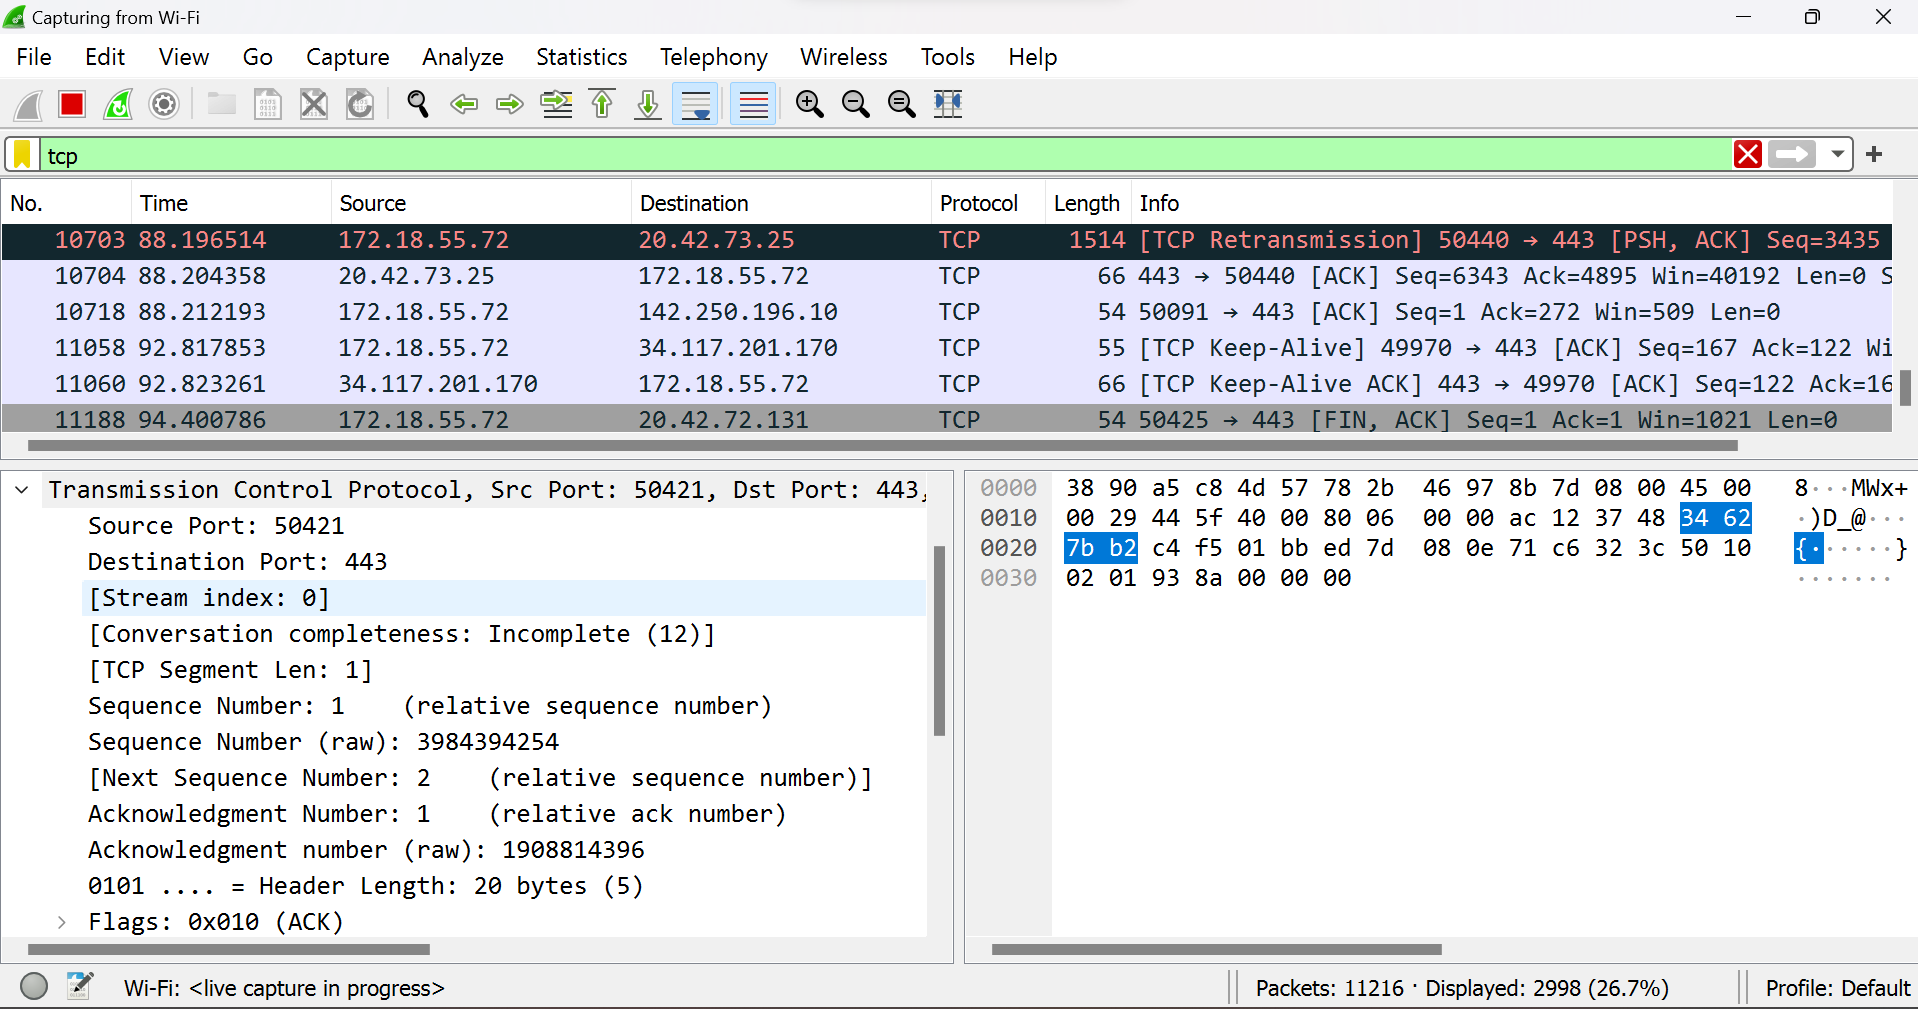 Capturing from Wi-Fi
File Edit View Go Capture Analyze Statistics Telephony Wireless Tools Help
tcp
No. Time Source Destination Protocol Length Info
10703 88.196514 172.18.55.72 20.42.73.25 TCP 1514 [TCP Retransmission] 50440 → 443 [PSH, ACK] Seq=3435
10704 88.204358 20.42.73.25 172.18.55.72 TCP 66 443 → 50440 [ACK] Seq=6343 Ack=4895 Win=40192 Len=0 S
10718 88.212193 172.18.55.72 142.250.196.10 TCP 54 50091 → 443 [ACK] Seq=1 Ack=272 Win=509 Len=0
11058 92.817853 172.18.55.72 34.117.201.170 TCP 55 [TCP Keep-Alive] 49970 → 443 [ACK] Seq=167 Ack=122 Wi
11060 92.823261 34.117.201.170 172.18.55.72 TCP 66 [TCP Keep-Alive ACK] 443 → 49970 [ACK] Seq=122 Ack=16
11188 94.400786 172.18.55.72 20.42.72.131 TCP 54 50425 → 443 [FIN, ACK] Seq=1 Ack=1 Win=1021 Len=0
Transmission Control Protocol, Src Port: 50421, Dst Port: 443,
Source Port: 50421
Destination Port: 443
[Stream index: 0]
[Conversation completeness: Incomplete (12)]
[TCP Segment Len: 1]
Sequence Number: 1 (relative sequence number)
Sequence Number (raw): 3984394254
[Next Sequence Number: 2 (relative sequence number)]
Acknowledgment Number: 1 (relative ack number)
Acknowledgment number (raw): 1908814396
0101 .... = Header Length: 20 bytes (5)
Flags: 0x010 (ACK)
0000 38 90 a5 c8 4d 57 78 2b 46 97 8b 7d 08 00 45 00 8···MWx+
0010 00 29 44 5f 40 00 80 06 00 00 ac 12 37 48 34 62 ·)D_@···
0020 7b b2 c4 f5 01 bb ed 7d 08 0e 71 c6 32 3c 50 10 {······}
0030 02 01 93 8a 00 00 00 ·······
Wi-Fi: <live capture in progress> Packets: 11216 · Displayed: 2998 (26.7%) Profile: Default